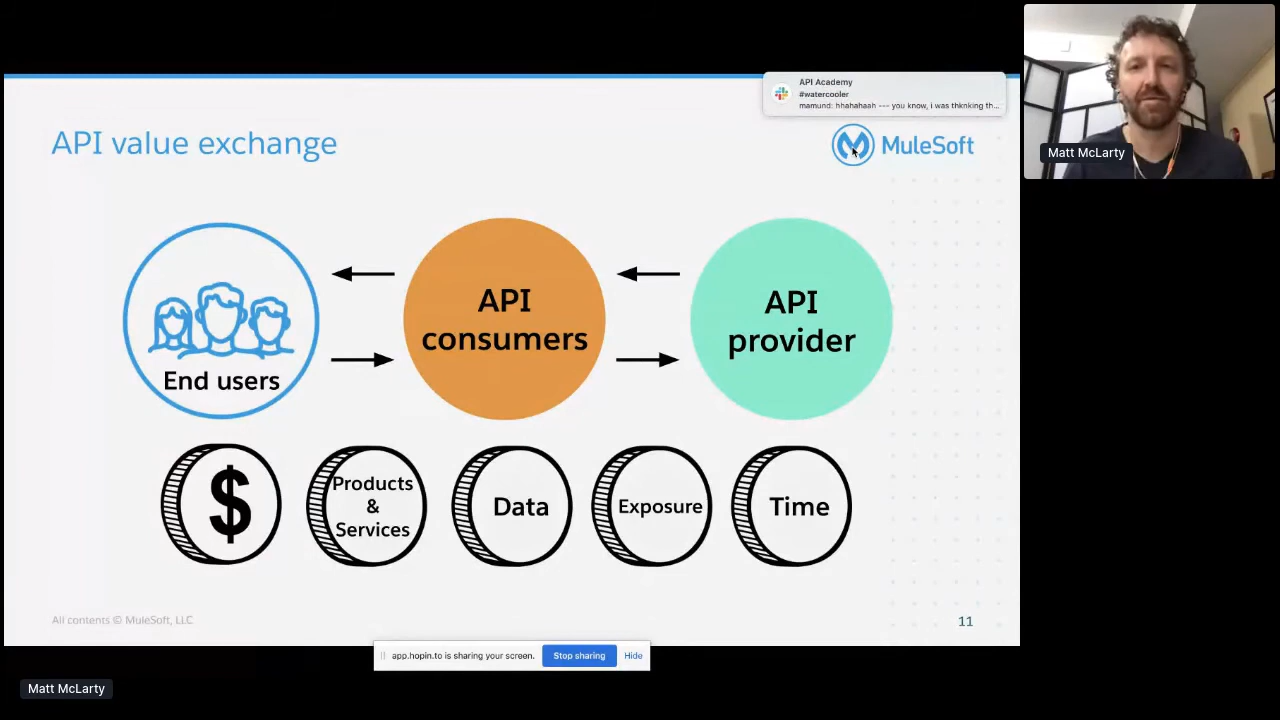 API Academy
#watercooler
mamund: hhahahaah --- you know, i was thknking th...
API value exchange
MuleSoft
Matt McLarty
End users
API
consumers
API
provider
$
Products
&
Services
Data
Exposure
Time
All contents © MuleSoft, LLC
11
app.hopin.to is sharing your screen.
Stop sharing
Hide
Matt McLarty